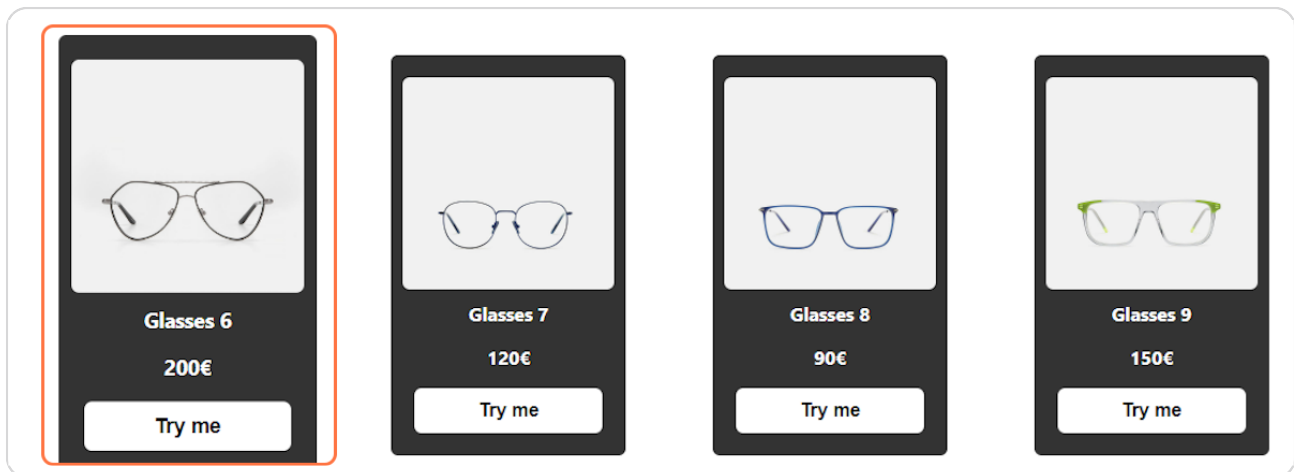 Glasses 6
200€
Try me
Glasses 7
120€
Try me
Glasses 8
90€
Try me
Glasses 9
150€
Try me